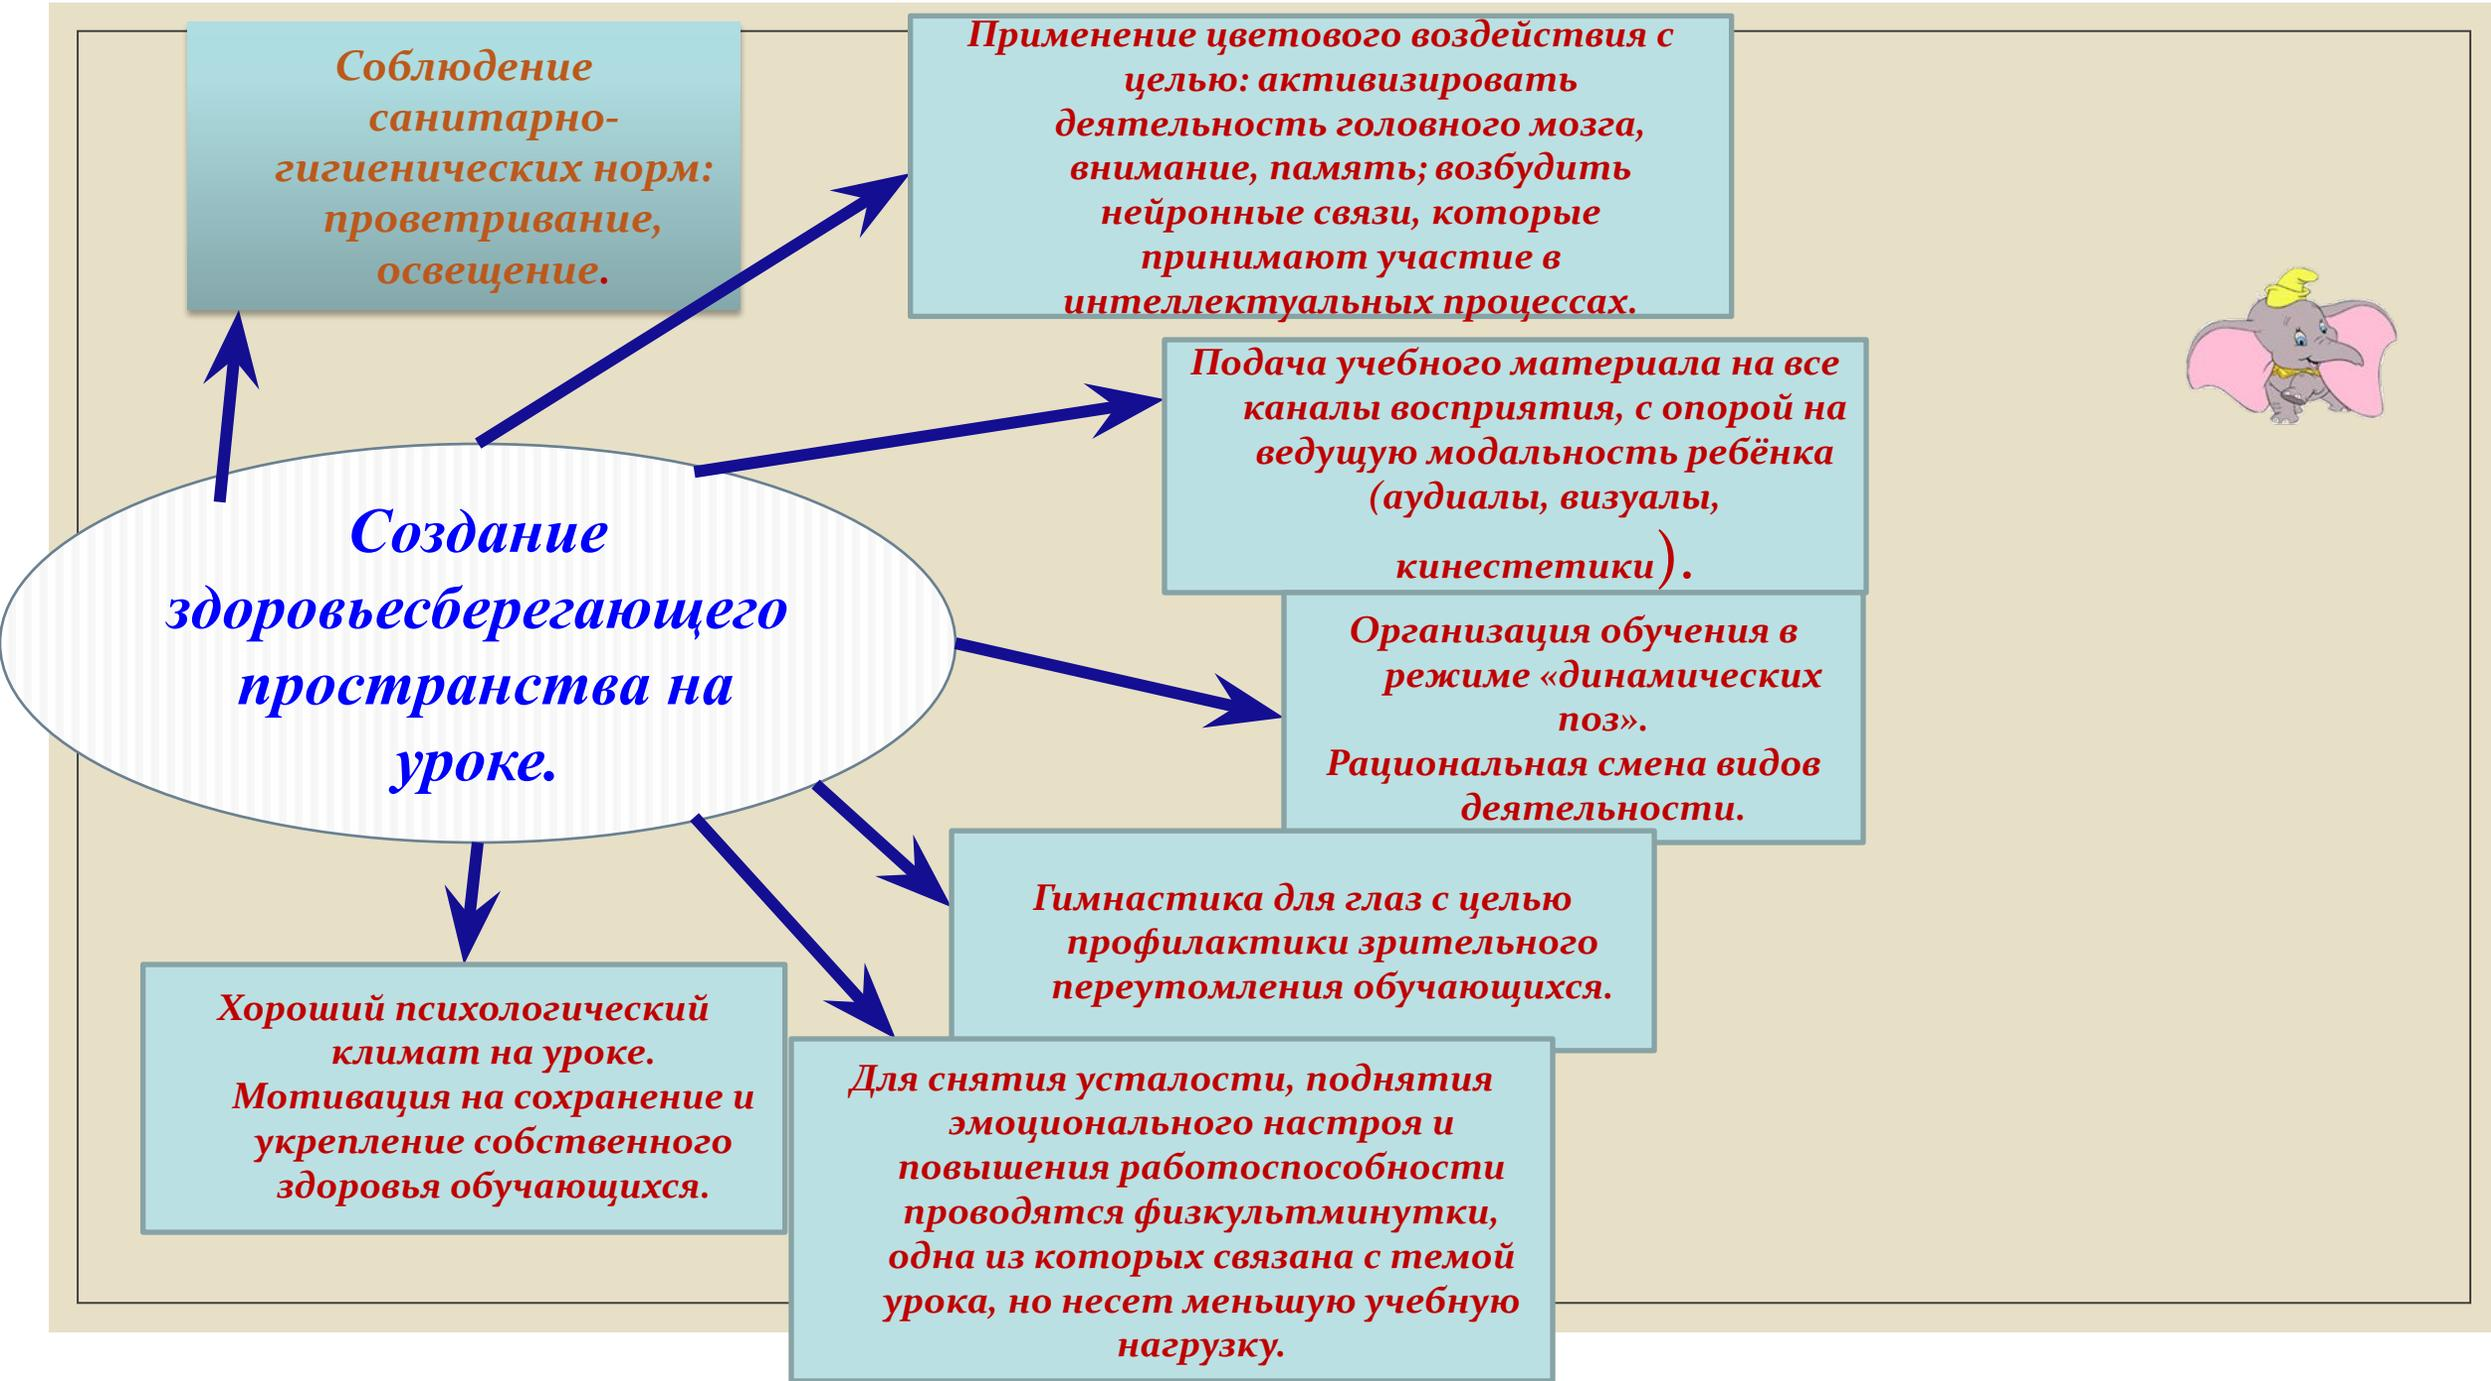 Соблюдение
санитарно-
гигиенических норм:
проветривание,
освещение.
Применение цветового воздействия с
целью: активизировать
деятельность головного мозга,
внимание, память; возбудить
нейронные связи, которые
принимают участие в
интеллектуальных процессах.
Подача учебного материала на все
каналы восприятия, с опорой на
ведущую модальность ребёнка
(аудиалы, визуалы,
кинестетики).
Создание
здоровьесберегающего
пространства на
уроке.
Организация обучения в
режиме «динамических
поз».
Рациональная смена видов
деятельности.
Гимнастика для глаз с целью
профилактики зрительного
переутомления обучающихся.
Хороший психологический
климат на уроке.
Мотивация на сохранение и
укрепление собственного
здоровья обучающихся.
Для снятия усталости, поднятия
эмоционального настроя и
повышения работоспособности
проводятся физкультминутки,
одна из которых связана с темой
урока, но несет меньшую учебную
нагрузку.